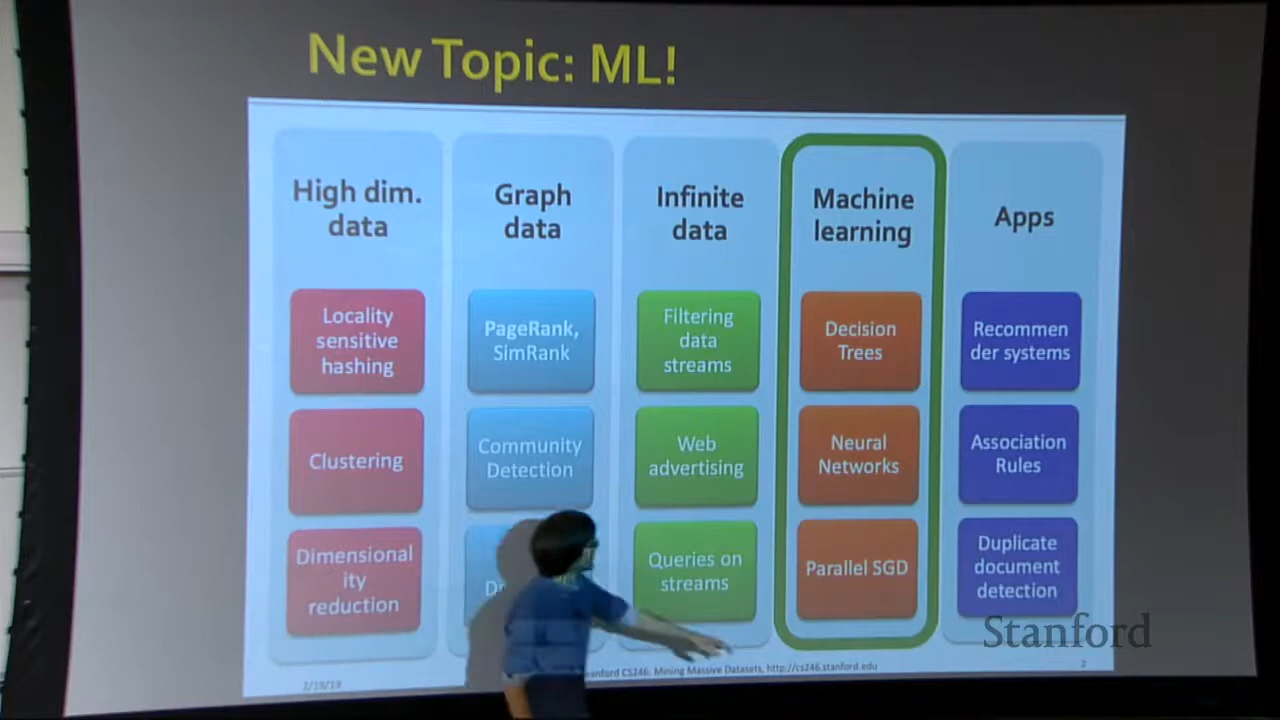 New Topic: ML!
High dim.
data
Graph
data
Infinite
data
Machine
learning
Apps
Locality
sensitive
hashing
PageRank,
SimRank
Filtering
data
streams
Decision
Trees
Recommen
der systems
Clustering
Community
Detection
Web
advertising
Neural
Networks
Association
Rules
Dimensional
ity
reduction
Queries on
streams
Parallel SGD
Duplicate
document
detection
Stanford
CS246: Mining Massive Datasets, http://cs246.stanford.edu
2